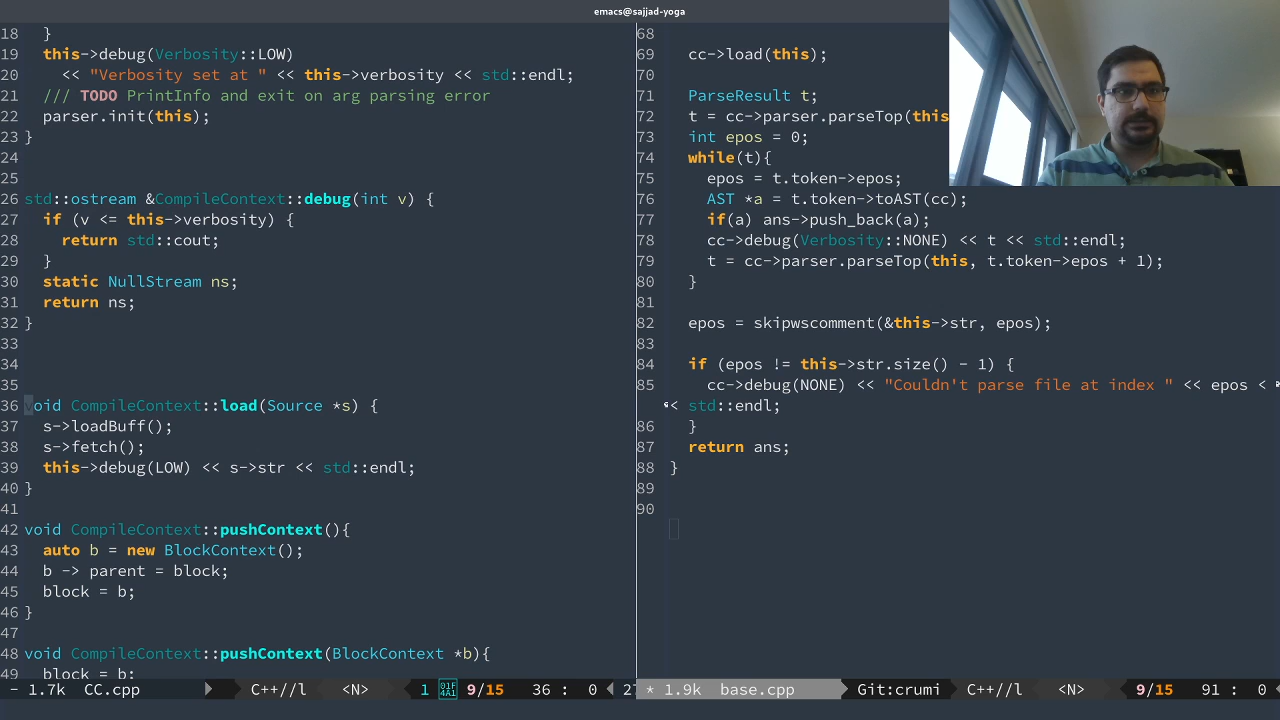 emacs@sajjad-yoga
18 }
19 this->debug(Verbosity::LOW)
20 << "Verbosity set at " << this->verbosity << std::endl;
21 /// TODO PrintInfo and exit on arg parsing error
22 parser.init(this);
23 }
24
25
26 std::ostream &CompileContext::debug(int v) {
27 if (v <= this->verbosity) {
28 return std::cout;
29 }
30 static NullStream ns;
31 return ns;
32 }
33
34
35
36 void CompileContext::load(Source *s) {
37 s->loadBuff();
38 s->fetch();
39 this->debug(LOW) << s->str << std::endl;
40 }
41
42 void CompileContext::pushContext(){
43 auto b = new BlockContext();
44 b -> parent = block;
45 block = b;
46 }
47
48 void CompileContext::pushContext(BlockContext *b){
49 block = b;
- 1.7k CC.cpp C++//l <N> 1 01F4A1 9/15 36 : 0 27
68
69 cc->load(this);
70
71 ParseResult t;
72 t = cc->parser.parseTop(this
73 int epos = 0;
74 while(t){
75 epos = t.token->epos;
76 AST *a = t.token->toAST(cc);
77 if(a) ans->push_back(a);
78 cc->debug(Verbosity::NONE) << t << std::endl;
79 t = cc->parser.parseTop(this, t.token->epos + 1);
80 }
81
82 epos = skipwscomment(&this->str, epos);
83
84 if (epos != this->str.size() - 1) {
85 cc->debug(NONE) << "Couldn't parse file at index " << epos <
< std::endl;
86 }
87 return ans;
88 }
89
90
* 1.9k base.cpp Git:crumi C++//l <N> 9/15 91 : 0